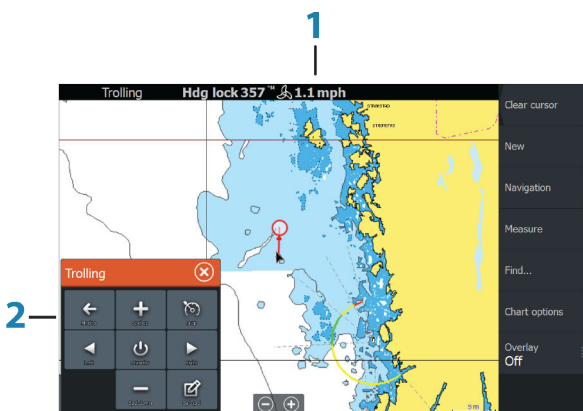 1
Trolling Hdg lock 357 °M 1.1 mph
Clear cursor
New
Navigation
Measure
Find...
Chart options
Overlay
Off
2
Trolling
5 m